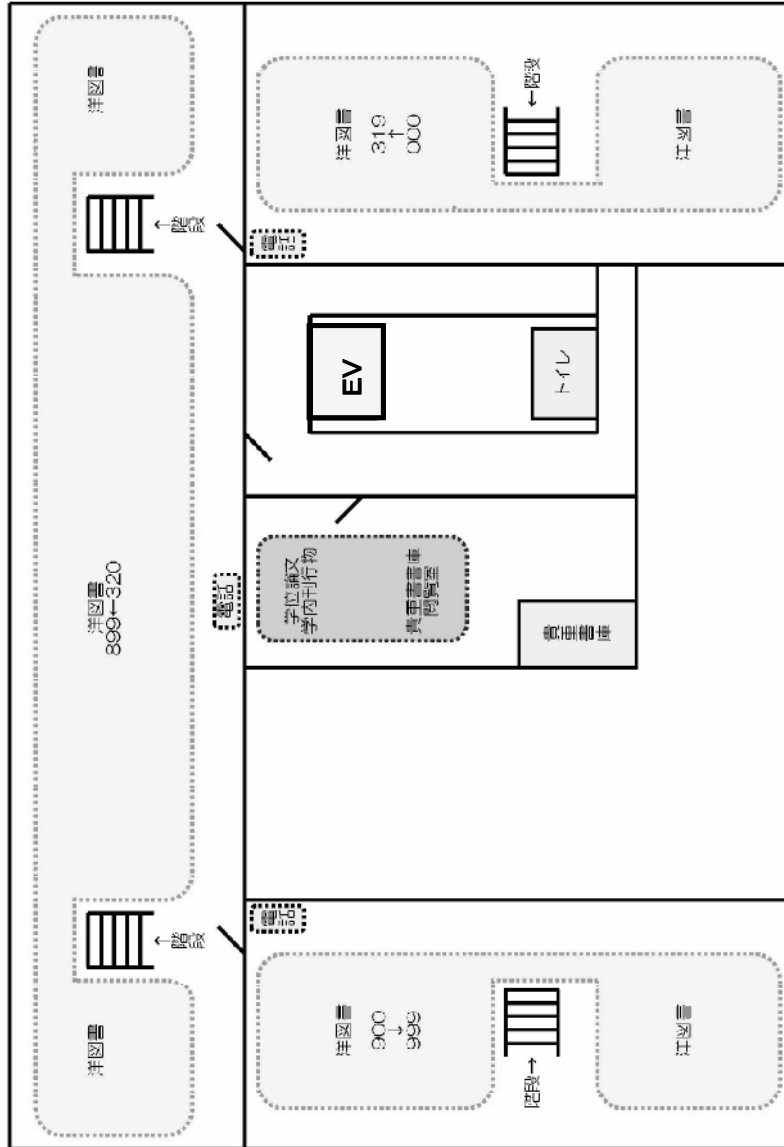 洋図書
洋図書
899←320
洋図書
↑
階段
↑
階段
電話
電話
電話
洋図書
900
↓
999
学位論文
学内刊行物
貴重書書庫
閲覧室
EV
洋図書
319
↑
000
階段→
←階段
貴重書庫
トイレ
洋図書
洋図書